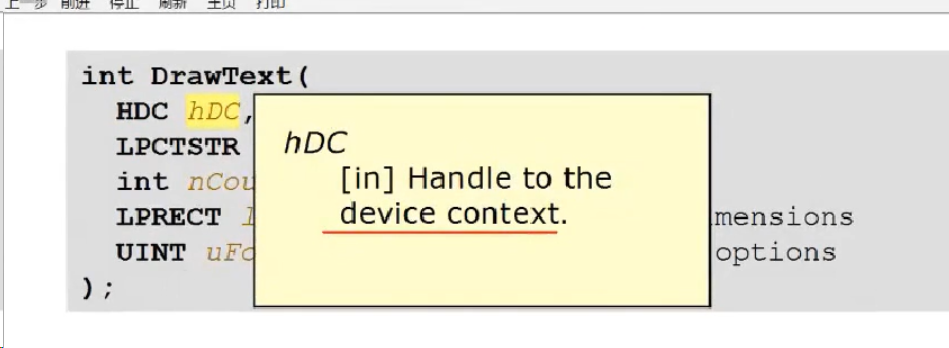 上一步 前进 停止 刷新 主页 打印
int DrawText(
HDC hDC,
LPCTSTR
int nCou
LPRECT l mensions
UINT uFo options
);
hDC
[in] Handle to the
device context.